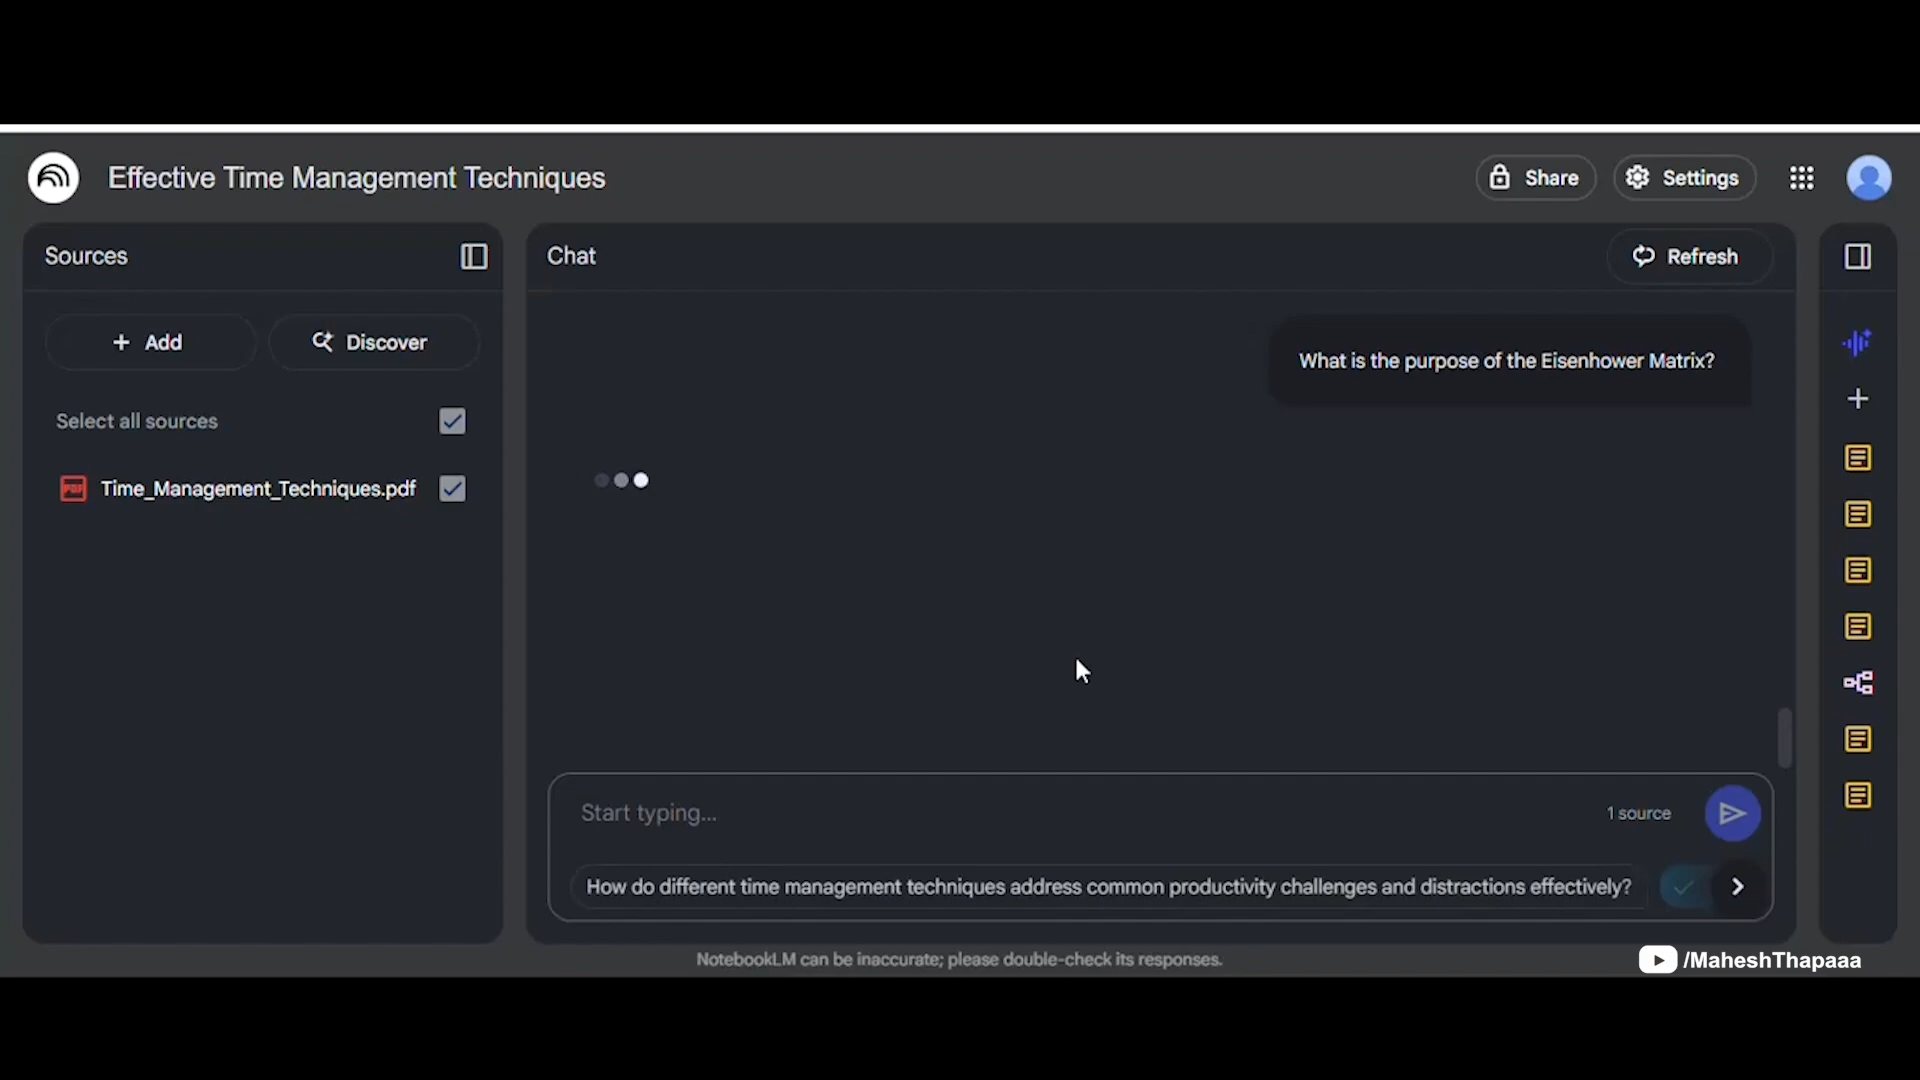 Effective Time Management Techniques
Share
Settings
Sources
Chat
Refresh
+ Add
Discover
Select all sources
What is the purpose of the Eisenhower Matrix?
PDF
Time_Management_Techniques.pdf
Start typing...
1 source
How do different time management techniques address common productivity challenges and distractions effectively?
NotebookLM can be inaccurate; please double-check its responses.
/MaheshThapaaa